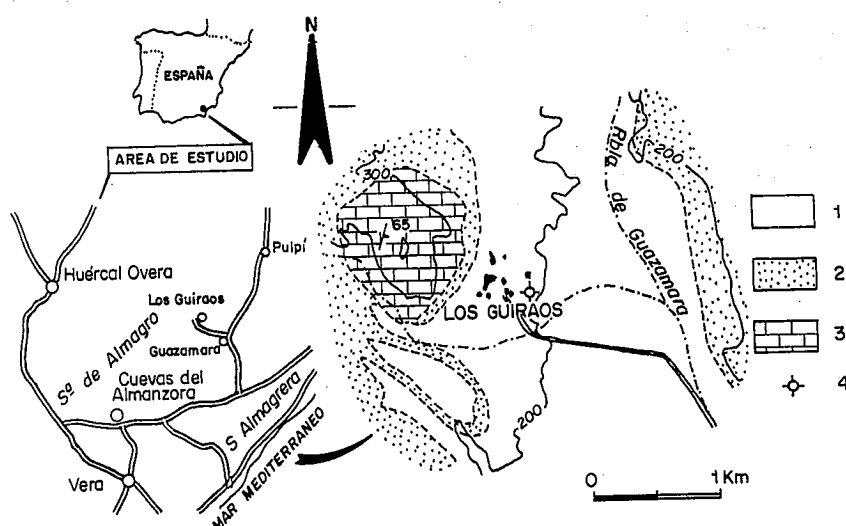 ESPAÑA
N
AREA DE ESTUDIO
Huércal Overa
Pulpí
Los Guiraos
Guazamara
Sª de Almagro
Cuevas del
Almanzora
S Almagrera
Vera
MAR MEDITERRANEO
300
65
LOS GUIRAOS
200
200
Rbla de Guazamara
1
2
3
4
0 1 Km